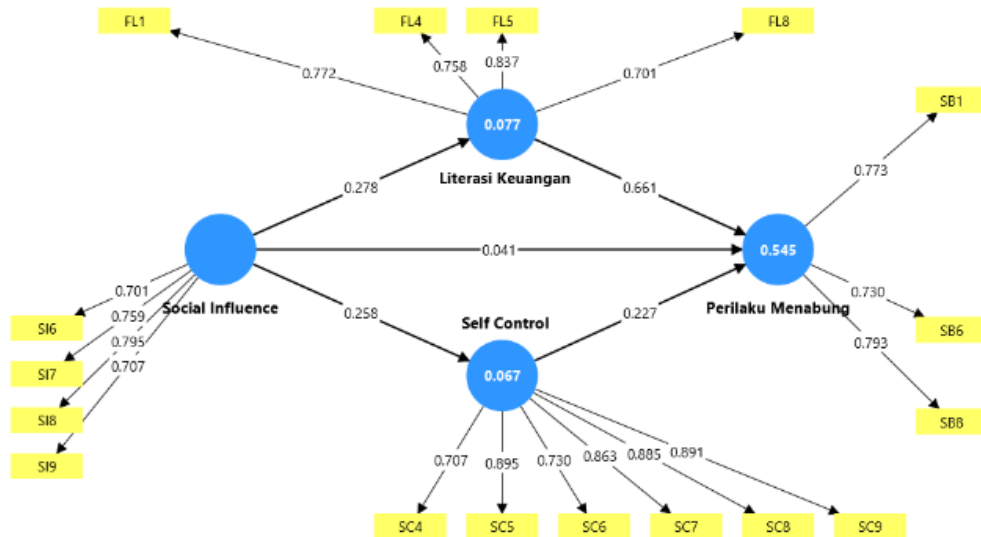 FL1
FL4
FL5
FL8
0.772
0.758
0.837
0.701
0.077
Literasi Keuangan
SB1
0.773
0.278
0.661
0.041
0.545
Social Influence
Perilaku Menabung
0.701
0.759
0.795
0.707
SI6
SI7
SI8
SI9
0.258
Self Control
0.227
0.067
0.730
0.793
SB6
SB8
0.707
0.895
0.730
0.863
0.885
0.891
SC4
SC5
SC6
SC7
SC8
SC9